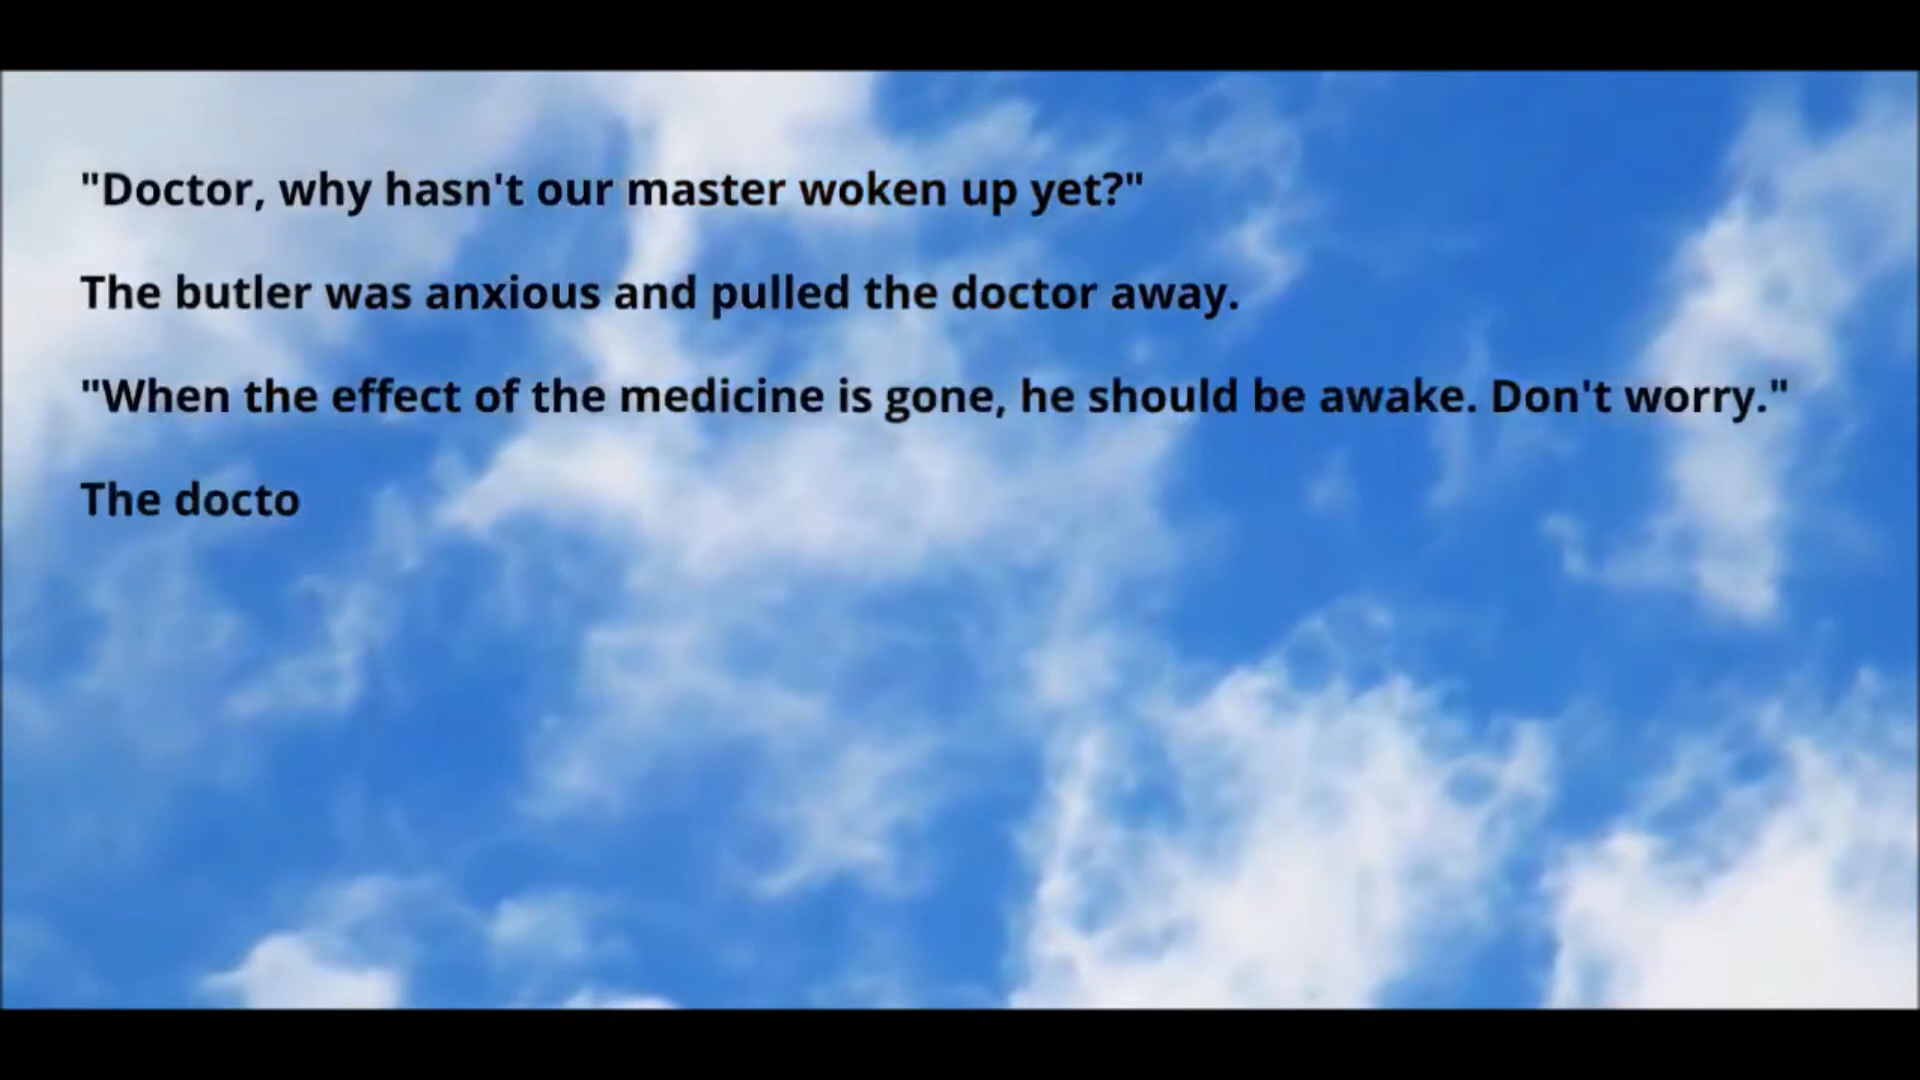 "Doctor, why hasn't our master woken up yet?"
The butler was anxious and pulled the doctor away.
"When the effect of the medicine is gone, he should be awake. Don't worry."
The docto